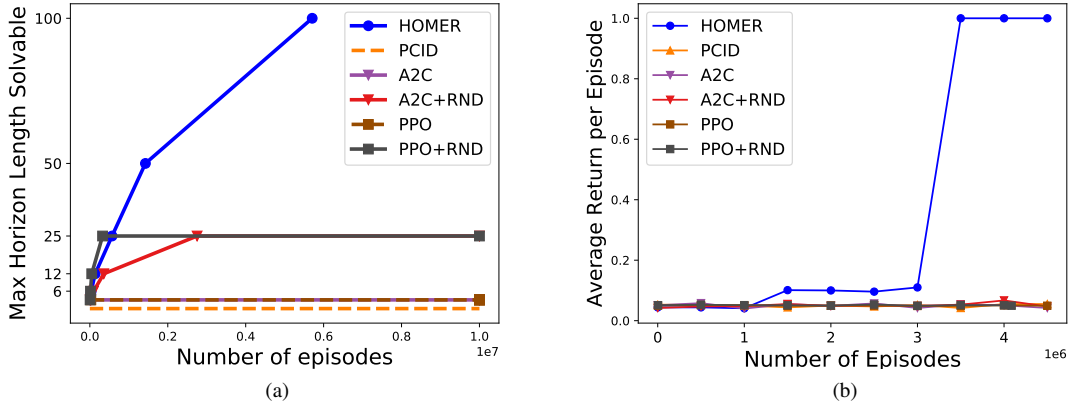 Max Horizon Length Solvable
100
50
25
12
6
HOMER
PCID
A2C
A2C+RND
PPO
PPO+RND
0.0 0.2 0.4 0.6 0.8 1.0
1e7
Number of episodes
(a)
Average Return per Episode
1.0
0.8
0.6
0.4
0.2
0.0
HOMER
PCID
A2C
A2C+RND
PPO
PPO+RND
0 1 2 3 4
1e6
Number of Episodes
(b)